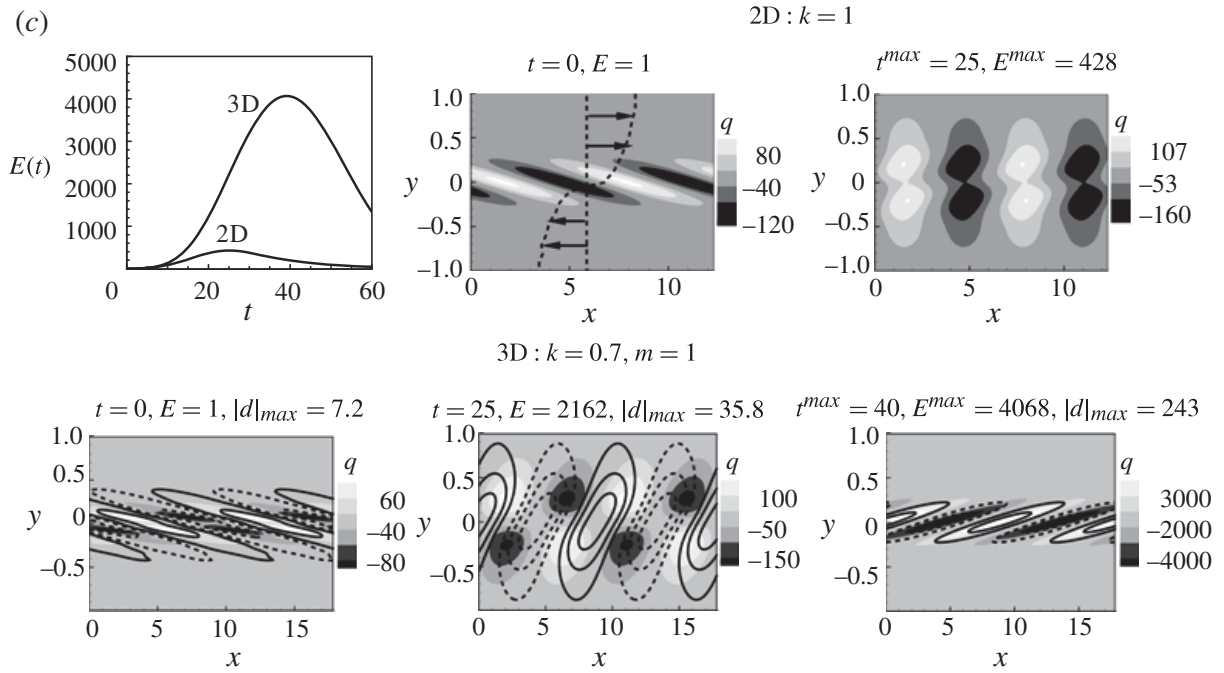 (c)
2D : k = 1
5000
4000
3000
2000
1000
E(t)
3D
2D
0
20
40
60
t
t = 0, E = 1
1.0
0.5
0
−0.5
−1.0
y
0
5
10
x
q
80
−40
−120
t^max = 25, E^max = 428
1.0
0.5
0
−0.5
−1.0
y
0
5
10
x
q
107
−53
−160
3D : k = 0.7, m = 1
t = 0, E = 1, |d|max = 7.2
1.0
0.5
0
−0.5
y
0
5
10
15
x
q
60
−40
−80
t = 25, E = 2162, |d|max = 35.8
1.0
0.5
0
−0.5
y
0
5
10
15
x
q
100
−50
−150
t^max = 40, E^max = 4068, |d|max = 243
1.0
0.5
0
−0.5
y
0
5
10
15
x
q
3000
−2000
−4000